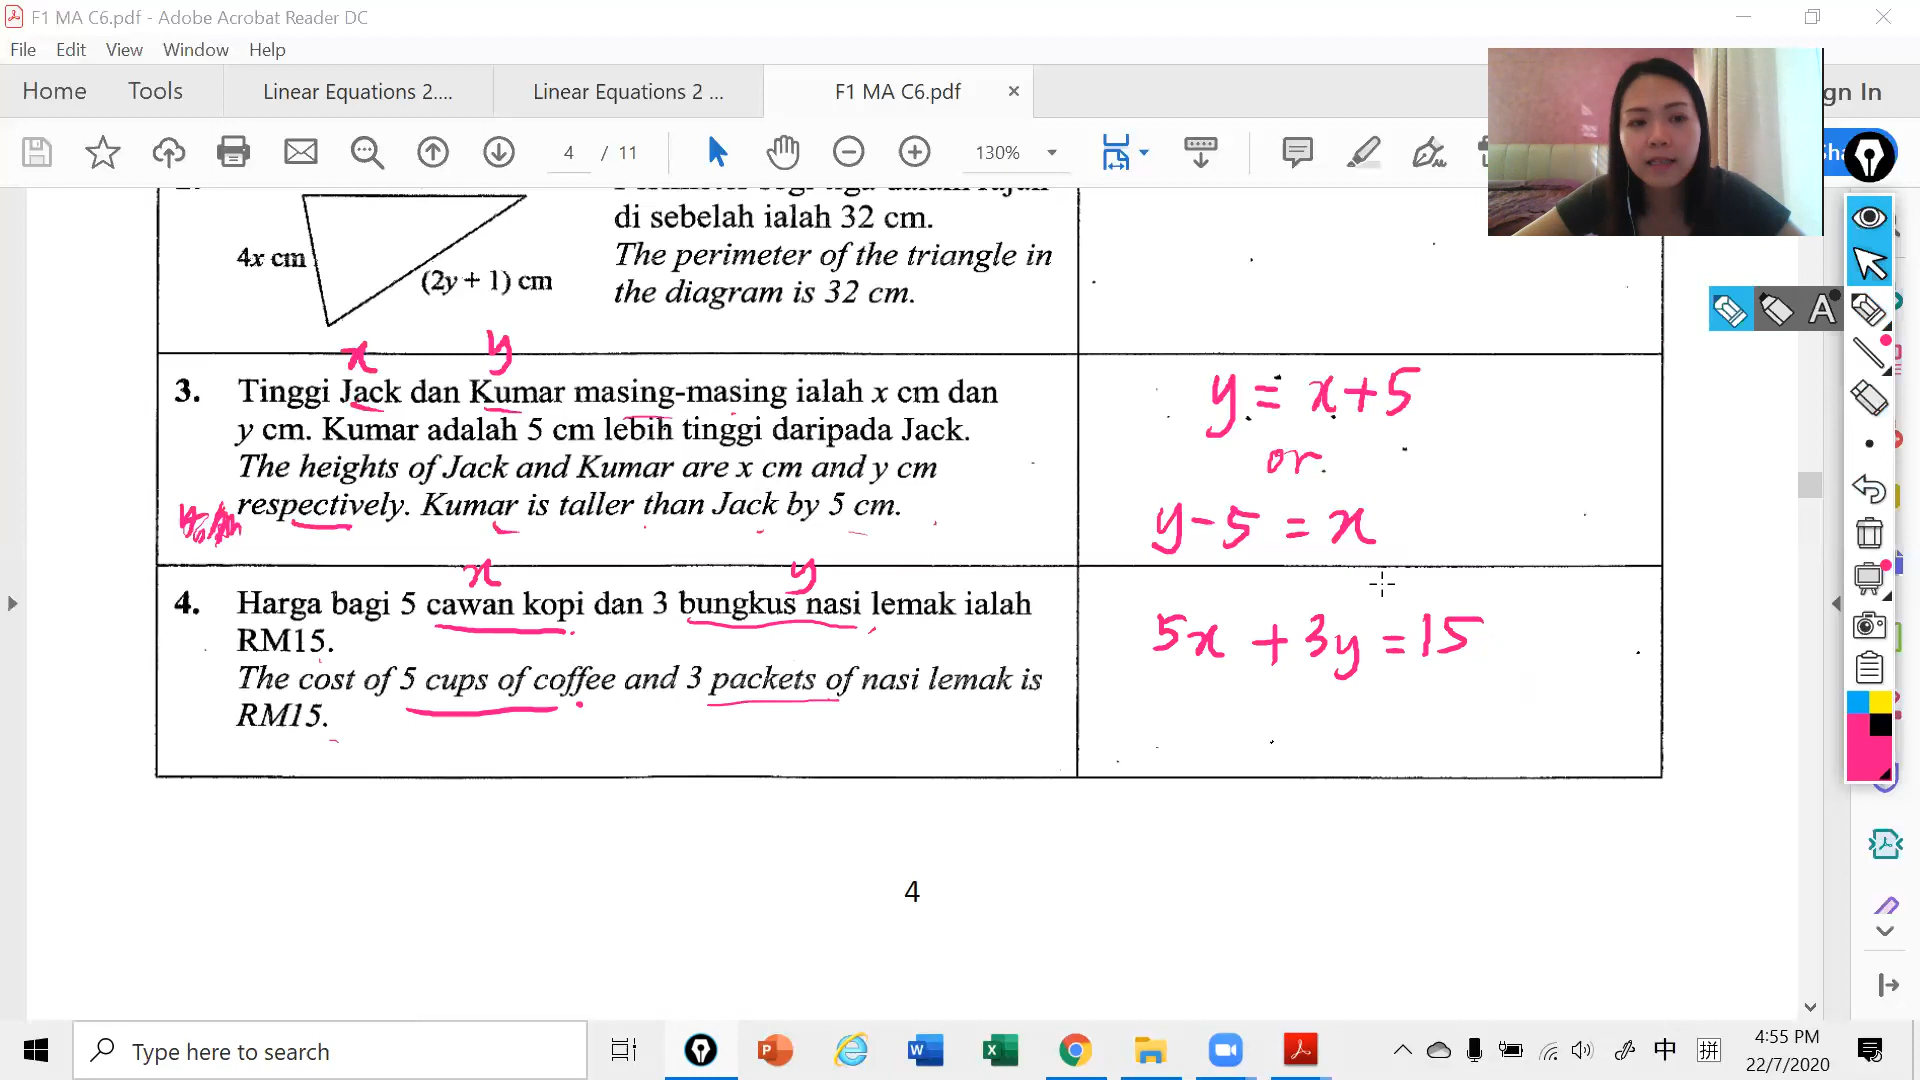 F1 MA C6.pdf - Adobe Acrobat Reader DC
File Edit View Window Help
Home Tools Linear Equations 2.... Linear Equations 2 ... F1 MA C6.pdf × gn In
4 / 11 130%
di sebelah ialah 32 cm.
The perimeter of the triangle in
the diagram is 32 cm.
4x cm
(2y + 1) cm
x y
3. Tinggi Jack dan Kumar masing-masing ialah x cm dan
y cm. Kumar adalah 5 cm lebih tinggi daripada Jack.
The heights of Jack and Kumar are x cm and y cm
respectively. Kumar is taller than Jack by 5 cm.
y = x + 5
or
y - 5 = x
x y
4. Harga bagi 5 cawan kopi dan 3 bungkus nasi lemak ialah
RM15.
The cost of 5 cups of coffee and 3 packets of nasi lemak is
RM15.
5x + 3y = 15
4
A
Type here to search
中 拼
4:55 PM
22/7/2020